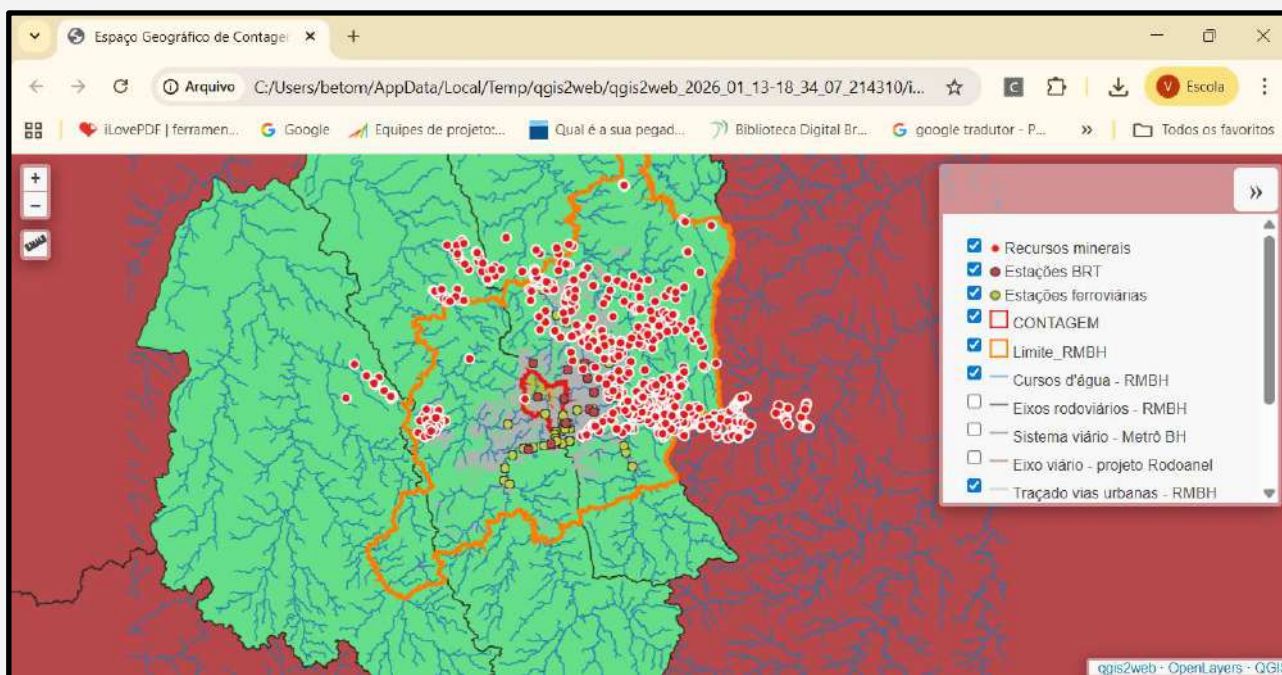 Espaço Geográfico de Contage
Arquivo C:/Users/betom/AppData/Local/Temp/qgis2web/qgis2web_2026_01_13-18_34_07_214310/i... C V Escola
iLovePDF | ferramen... Google Equipes de projeto:... Qual é a sua pegad... Biblioteca Digital Br... google tradutor - P... » Todos os favoritos
+
−
»
Recursos minerais
Estações BRT
Estações ferroviárias
CONTAGEM
Limite_RMBH
Cursos d'água - RMBH
Eixos rodoviários - RMBH
Sistema viário - Metrô BH
Eixo viário - projeto Rodoanel
Traçado vias urbanas - RMBH
qgis2web · OpenLayers · QGIS